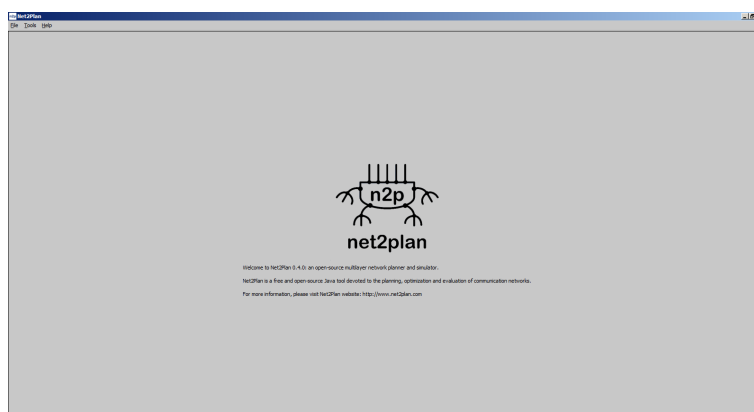 Net2Plan
File Tools Help
n2p
net2plan
Welcome to Net2Plan 0.4.0: an open-source multilayer network planner and simulator.
Net2Plan is a free and open-source Java tool devoted to the planning, optimization and evaluation of communication networks.
For more information, please visit Net2Plan website: http://www.net2plan.com